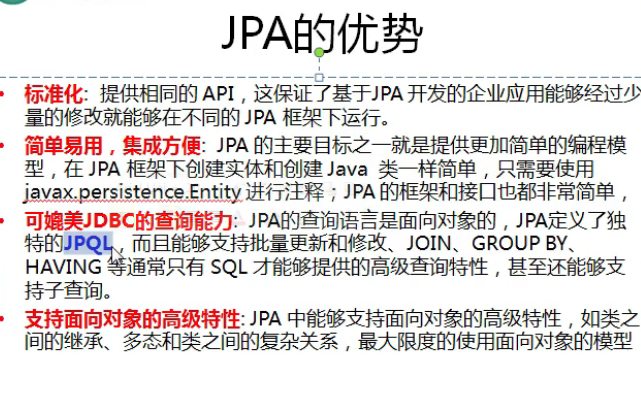 JPA的优势
• 标准化: 提供相同的 API，这保证了基于JPA 开发的企业应用能够经过少
量的修改就能够在不同的 JPA 框架下运行。
• 简单易用，集成方便: JPA 的主要目标之一就是提供更加简单的编程模
型，在 JPA 框架下创建实体和创建 Java 类一样简单，只需要使用
javax.persistence.Entity 进行注释；JPA 的框架和接口也都非常简单，
• 可媲美JDBC的查询能力: JPA的查询语言是面向对象的，JPA定义了独
特的JPQL，而且能够支持批量更新和修改、JOIN、GROUP BY、
HAVING 等通常只有 SQL 才能够提供的高级查询特性，甚至还能够支
持子查询。
• 支持面向对象的高级特性: JPA 中能够支持面向对象的高级特性，如类之
间的继承、多态和类之间的复杂关系，最大限度的使用面向对象的模型